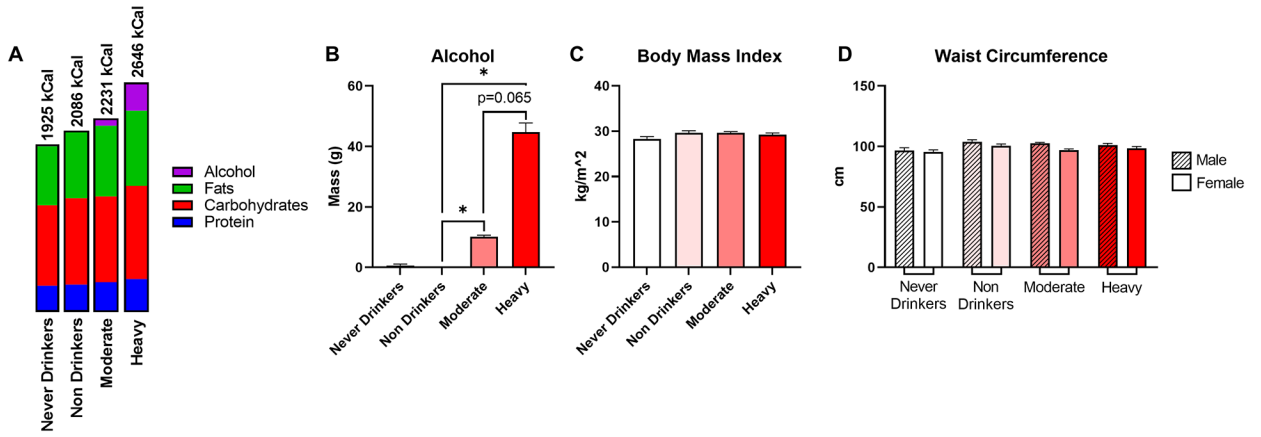 A
1925 kCal
2086 kCal
2231 kCal
2646 kCal
Alcohol
Fats
Carbohydrates
Protein
Never Drinkers
Non Drinkers
Moderate
Heavy
B
Alcohol
Mass (g)
60
40
20
0
*
p=0.065
*
Never Drinkers
Non Drinkers
Moderate
Heavy
C
Body Mass Index
kg/m^2
40
30
20
10
0
Never Drinkers
Non Drinkers
Moderate
Heavy
D
Waist Circumference
cm
150
100
50
0
Male
Female
Never
Drinkers
Non
Drinkers
Moderate
Heavy